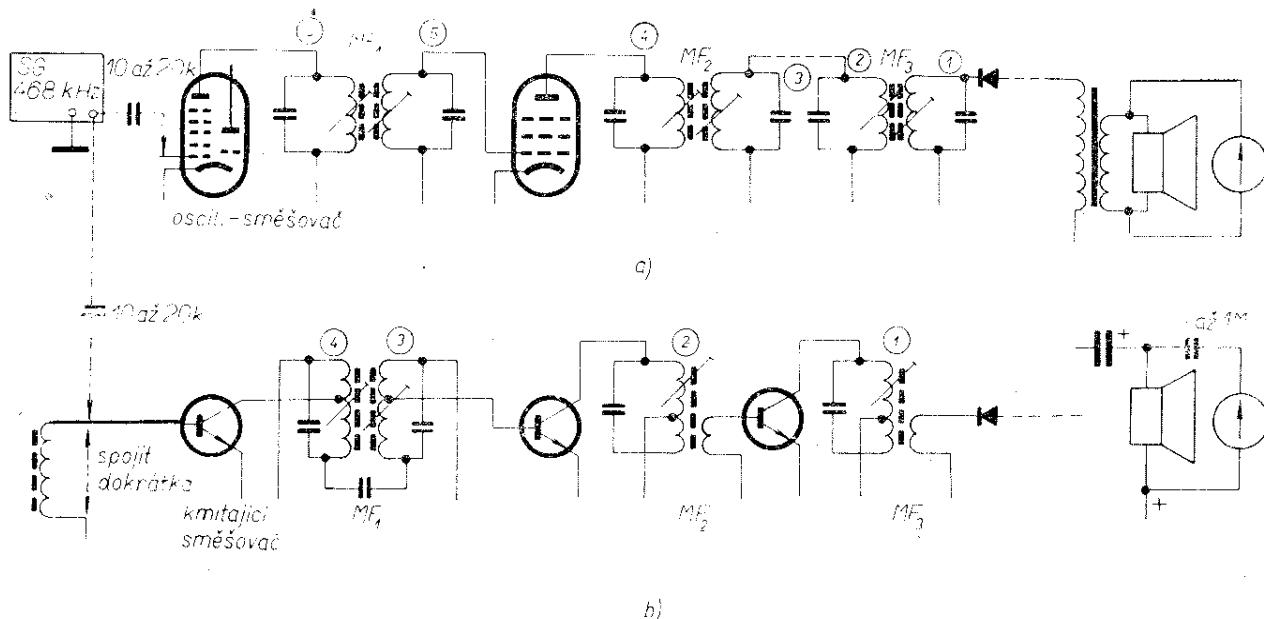 SG
468 kHz
10 až 20k
MF₁
5
4
MF₂
3
2
MF₃
1
oscil.-směšovač
a)
10 až 20k
spojit
dokrátka
4
3
2
1
+
až 1M
kmitající
směšovač
MF₁
MF₂
MF₃
+
b)